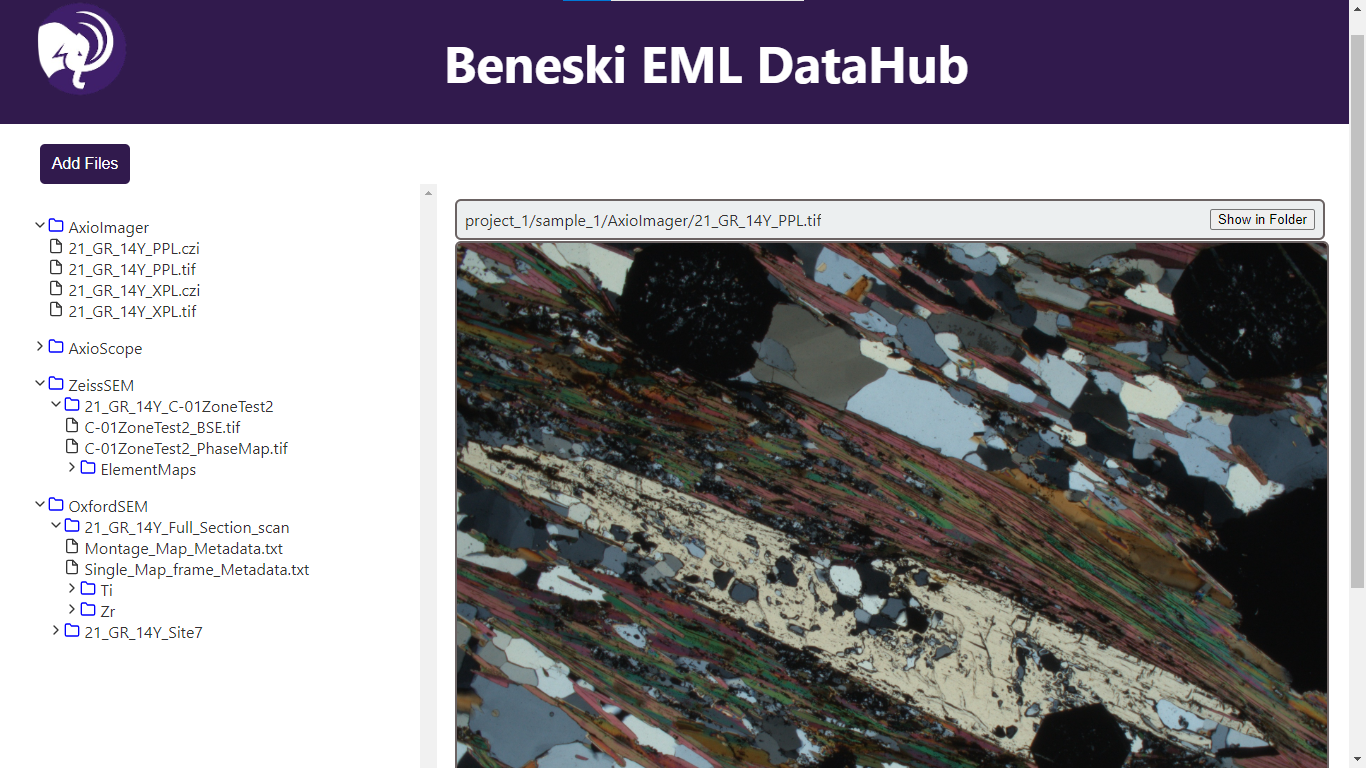 Beneski EML DataHub
Add Files
AxioImager
21_GR_14Y_PPL.czi
21_GR_14Y_PPL.tif
21_GR_14Y_XPL.czi
21_GR_14Y_XPL.tif
AxioScope
ZeissSEM
21_GR_14Y_C-01ZoneTest2
C-01ZoneTest2_BSE.tif
C-01ZoneTest2_PhaseMap.tif
ElementMaps
OxfordSEM
21_GR_14Y_Full_Section_scan
Montage_Map_Metadata.txt
Single_Map_frame_Metadata.txt
Ti
Zr
21_GR_14Y_Site7
project_1/sample_1/AxioImager/21_GR_14Y_PPL.tif
Show in Folder